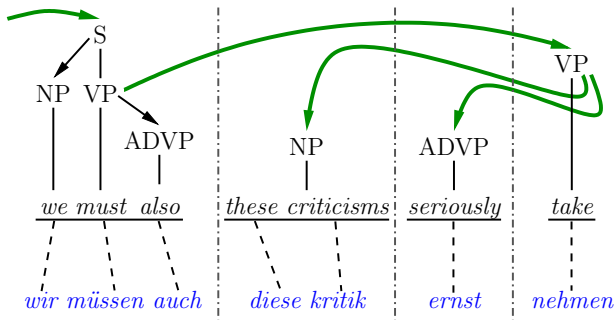 S
VP
NP VP
ADVP NP ADVP
we must also these criticisms seriously take
wir müssen auch diese kritik ernst nehmen